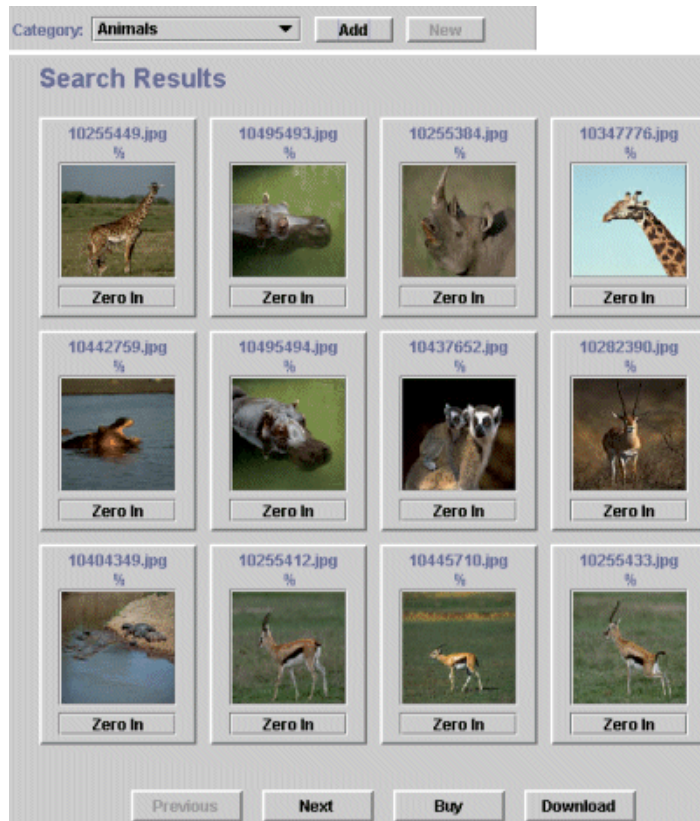 Category: Animals Add New
Search Results
10255449.jpg 10495493.jpg 10255384.jpg 10347776.jpg
% % % %
Zero In Zero In Zero In Zero In
10442759.jpg 10495494.jpg 10437652.jpg 10282390.jpg
% % % %
Zero In Zero In Zero In Zero In
10404349.jpg 10255412.jpg 10445710.jpg 10255433.jpg
% % % %
Zero In Zero In Zero In Zero In
Previous Next Buy Download